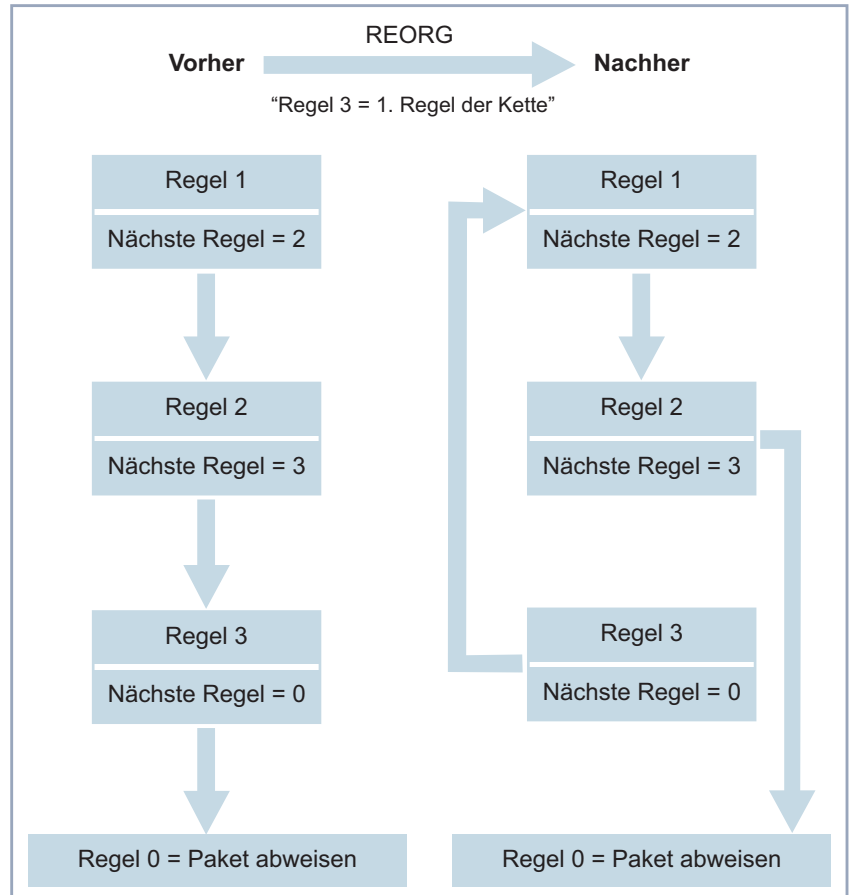 REORG
Vorher
Nachher
“Regel 3 = 1. Regel der Kette”
Regel 1
Nächste Regel = 2
Regel 2
Nächste Regel = 3
Regel 3
Nächste Regel = 0
Regel 0 = Paket abweisen
Regel 1
Nächste Regel = 2
Regel 2
Nächste Regel = 3
Regel 3
Nächste Regel = 0
Regel 0 = Paket abweisen